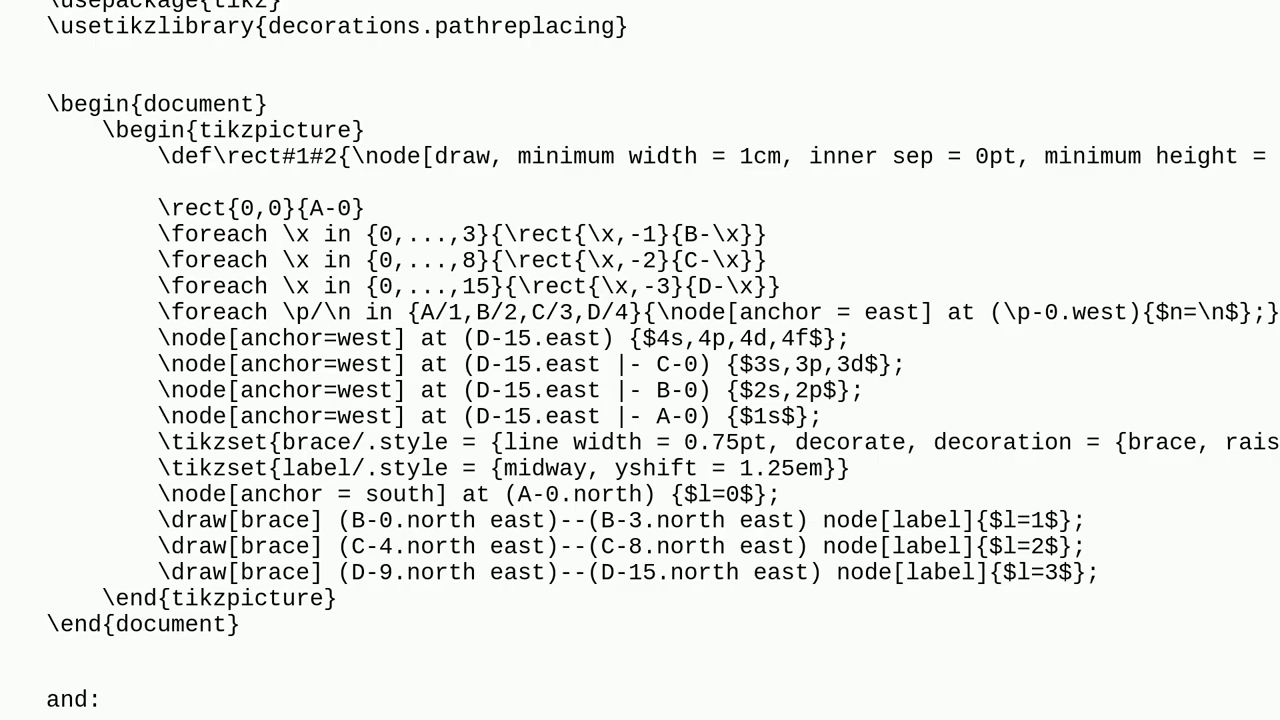 \usepackage{tikz}
\usetikzlibrary{decorations.pathreplacing}
\begin{document}
\begin{tikzpicture}
\def\rect#1#2{\node[draw, minimum width = 1cm, inner sep = 0pt, minimum height =
\rect{0,0}{A-0}
\foreach \x in {0,...,3}{\rect{\x,-1}{B-\x}}
\foreach \x in {0,...,8}{\rect{\x,-2}{C-\x}}
\foreach \x in {0,...,15}{\rect{\x,-3}{D-\x}}
\foreach \p/\n in {A/1,B/2,C/3,D/4}{\node[anchor = east] at (\p-0.west){$n=\n$};}
\node[anchor=west] at (D-15.east) {$4s,4p,4d,4f$};
\node[anchor=west] at (D-15.east |- C-0) {$3s,3p,3d$};
\node[anchor=west] at (D-15.east |- B-0) {$2s,2p$};
\node[anchor=west] at (D-15.east |- A-0) {$1s$};
\tikzset{brace/.style = {line width = 0.75pt, decorate, decoration = {brace, rais
\tikzset{label/.style = {midway, yshift = 1.25em}}
\node[anchor = south] at (A-0.north) {$l=0$};
\draw[brace] (B-0.north east)--(B-3.north east) node[label]{$l=1$};
\draw[brace] (C-4.north east)--(C-8.north east) node[label]{$l=2$};
\draw[brace] (D-9.north east)--(D-15.north east) node[label]{$l=3$};
\end{tikzpicture}
\end{document}
and: